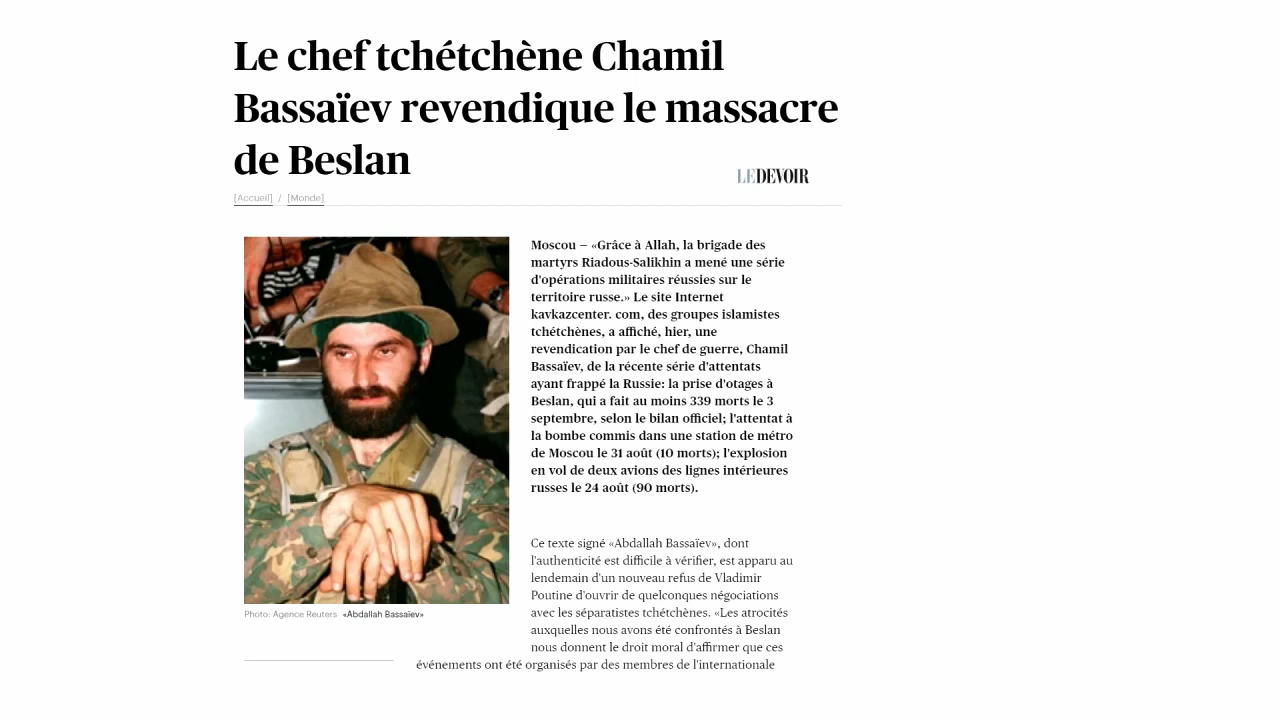 Le chef tchétchène Chamil
Bassaïev revendique le massacre
de Beslan
LE DEVOIR
[Accueil] / [Monde]
Moscou — «Grâce à Allah, la brigade des
martyrs Riadous-Salikhin a mené une série
d'opérations militaires réussies sur le
territoire russe.» Le site Internet
kavkazcenter. com, des groupes islamistes
tchétchènes, a affiché, hier, une
revendication par le chef de guerre, Chamil
Bassaïev, de la récente série d'attentats
ayant frappé la Russie: la prise d'otages à
Beslan, qui a fait au moins 339 morts le 3
septembre, selon le bilan officiel; l'attentat à
la bombe commis dans une station de métro
de Moscou le 31 août (10 morts); l'explosion
en vol de deux avions des lignes intérieures
russes le 24 août (90 morts).
Photo: Agence Reuters «Abdallah Bassaïev»
Ce texte signé «Abdallah Bassaïev», dont
l'authenticité est difficile à vérifier, est apparu au
lendemain d'un nouveau refus de Vladimir
Poutine d'ouvrir de quelconques négociations
avec les séparatistes tchétchènes. «Les atrocités
auxquelles nous avons été confrontés à Beslan
nous donnent le droit moral d'affirmer que ces
événements ont été organisés par des membres de l'internationale